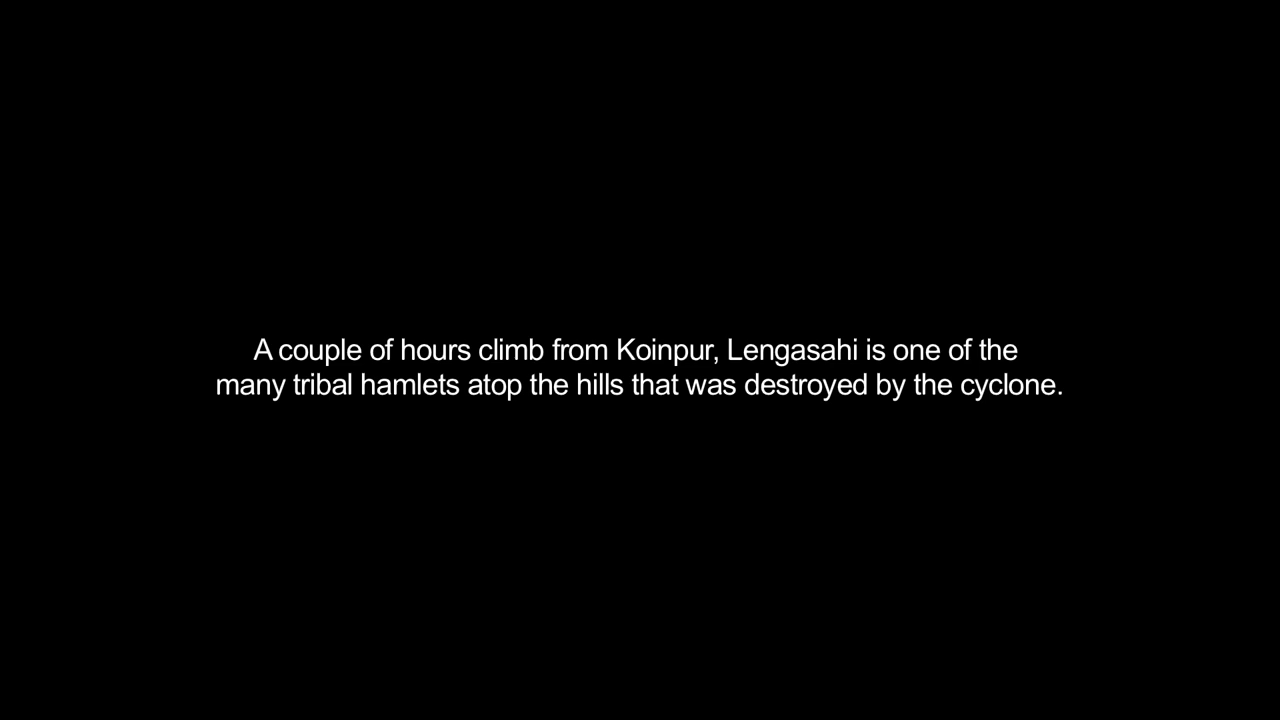 A couple of hours climb from Koinpur, Lengasahi is one of the
many tribal hamlets atop the hills that was destroyed by the cyclone.